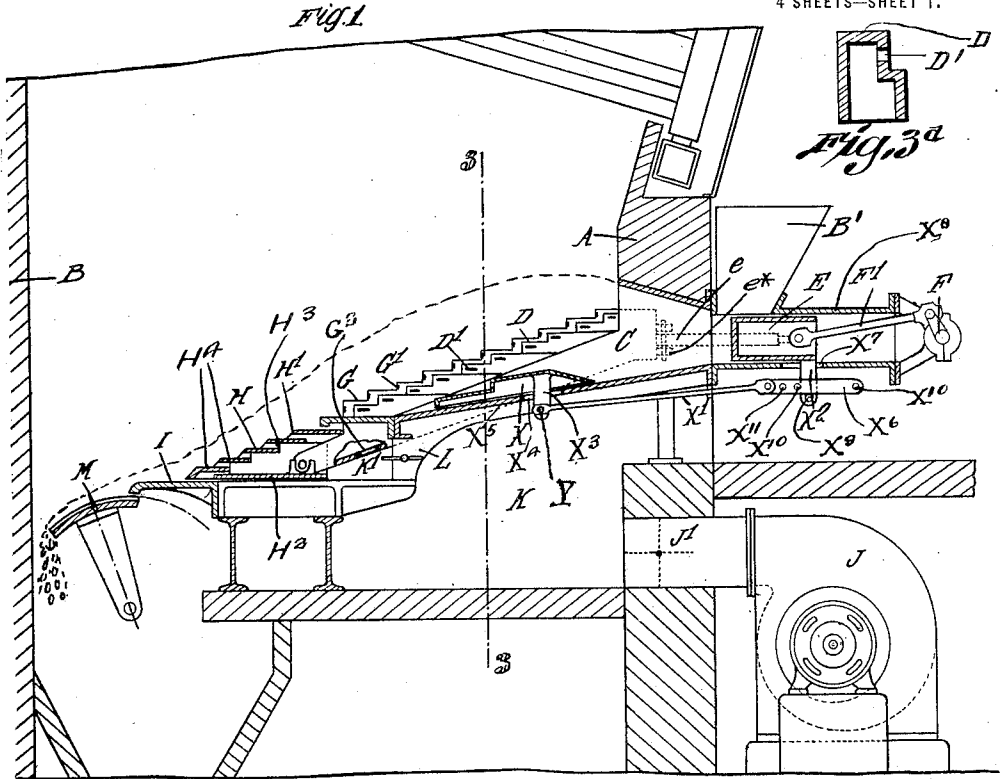 4 SHEETS—SHEET 1.
Fig.1
D
D'
Fig.3ª
3
A
B'
X⁸
e
e*
E
F'
F
B
H³
G²
D'
D
C
H⁴
H'
G'
X⁷
H
G
I
X'
X¹¹
X¹⁰
X²
X⁹
X⁶
X¹⁰
M
K'
L
X⁵
X
X⁴
X³
K
Y
H²
J'
J
3